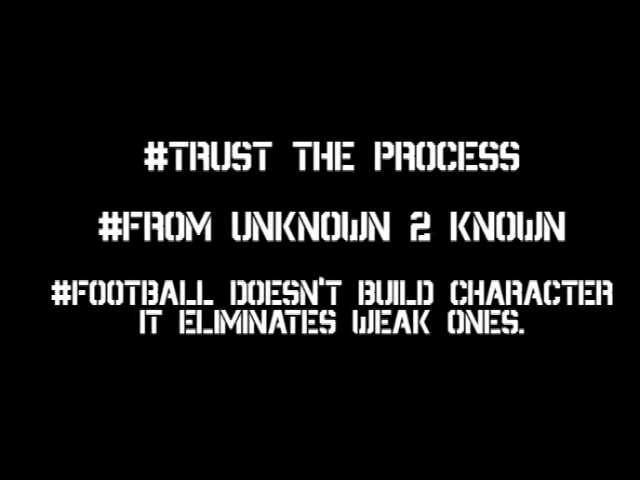 #TRUST THE PROCESS
#FROM UNKNOWN 2 KNOWN
#FOOTBALL DOESN'T BUILD CHARACTER
IT ELIMINATES WEAK ONES.